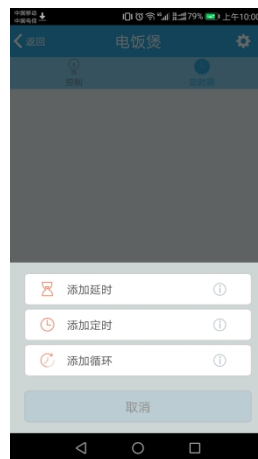 中国移动
中国电信
79% 上午10:00
返回
电饭煲
控制
定时器
添加延时
添加定时
添加循环
取消